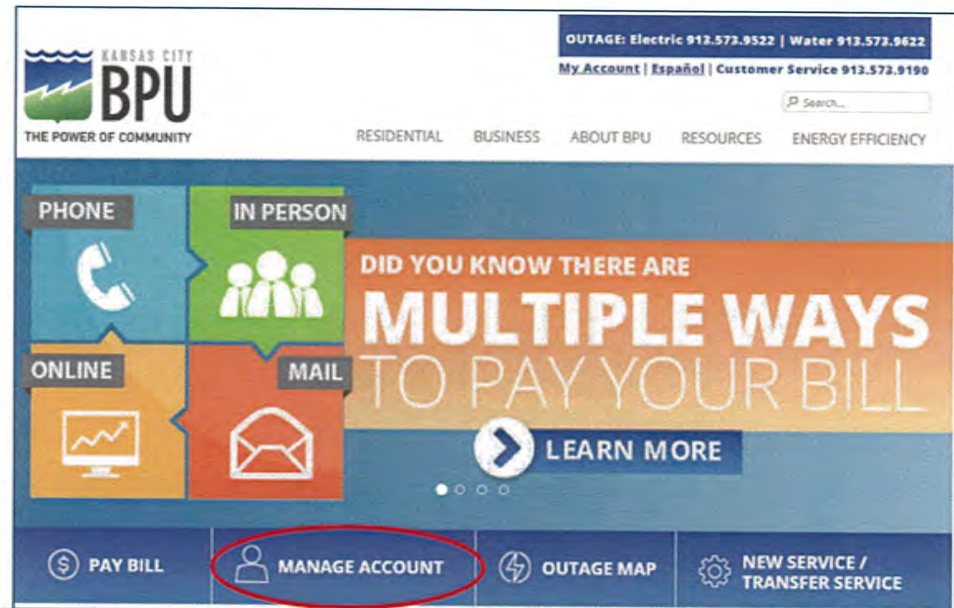 OUTAGE: Electric 913.573.9522 | Water 913.573.9622
My Account | Español | Customer Service 913.573.9190
KANSAS CITY
BPU
THE POWER OF COMMUNITY
Search...
RESIDENTIAL BUSINESS ABOUT BPU RESOURCES ENERGY EFFICIENCY
PHONE
IN PERSON
ONLINE
MAIL
DID YOU KNOW THERE ARE
MULTIPLE WAYS
TO PAY YOUR BILL
LEARN MORE
$ PAY BILL
MANAGE ACCOUNT
OUTAGE MAP
NEW SERVICE /
TRANSFER SERVICE